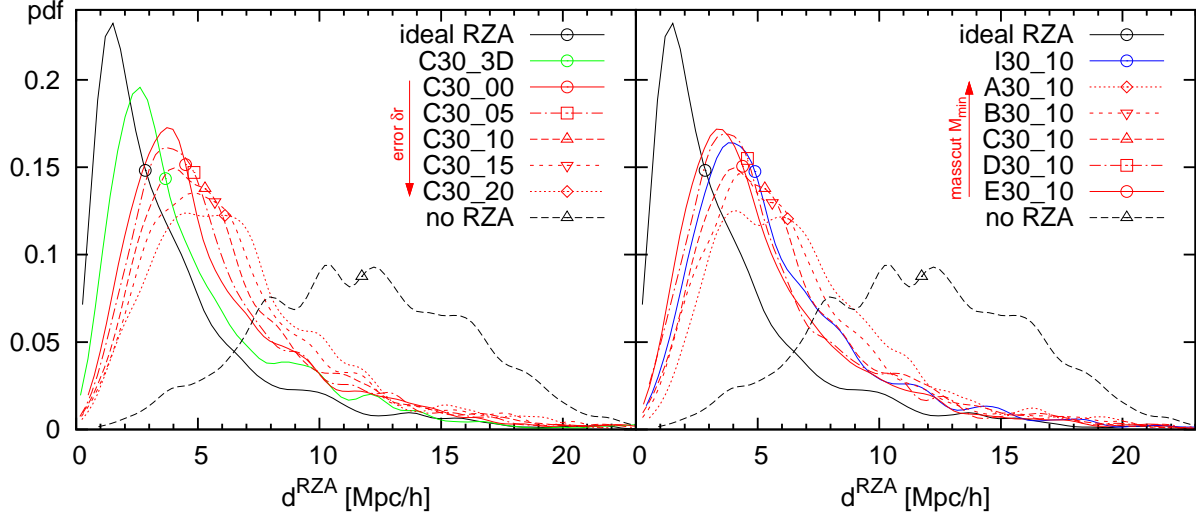 pdf
0.2
0.15
0.1
0.05
0
ideal RZA
C30_3D
C30_00
C30_05
C30_10
C30_15
C30_20
no RZA
error δr
0 5 10 15 20
d^RZA [Mpc/h]
ideal RZA
I30_10
A30_10
B30_10
C30_10
D30_10
E30_10
no RZA
masscut M_min
0 5 10 15 20
d^RZA [Mpc/h]